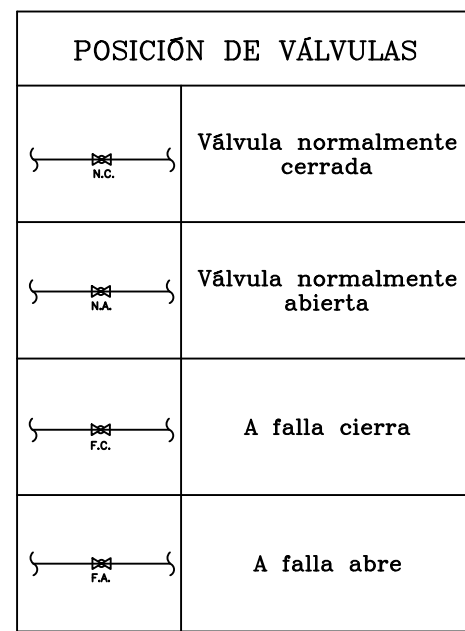 POSICIÓN DE VÁLVULAS
N.C.
Válvula normalmente
cerrada
N.A.
Válvula normalmente
abierta
F.C.
A falla cierra
F.A.
A falla abre